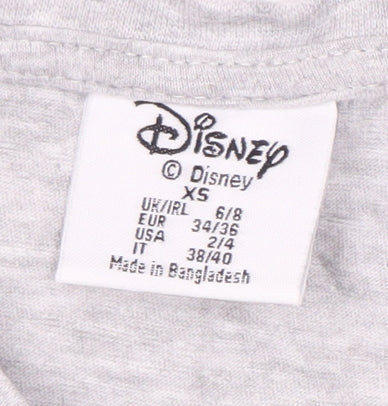 Disney
© Disney
XS
UK/IRL 6/8
EUR 34/36
USA 2/4
IT 38/40
Made in Bangladesh